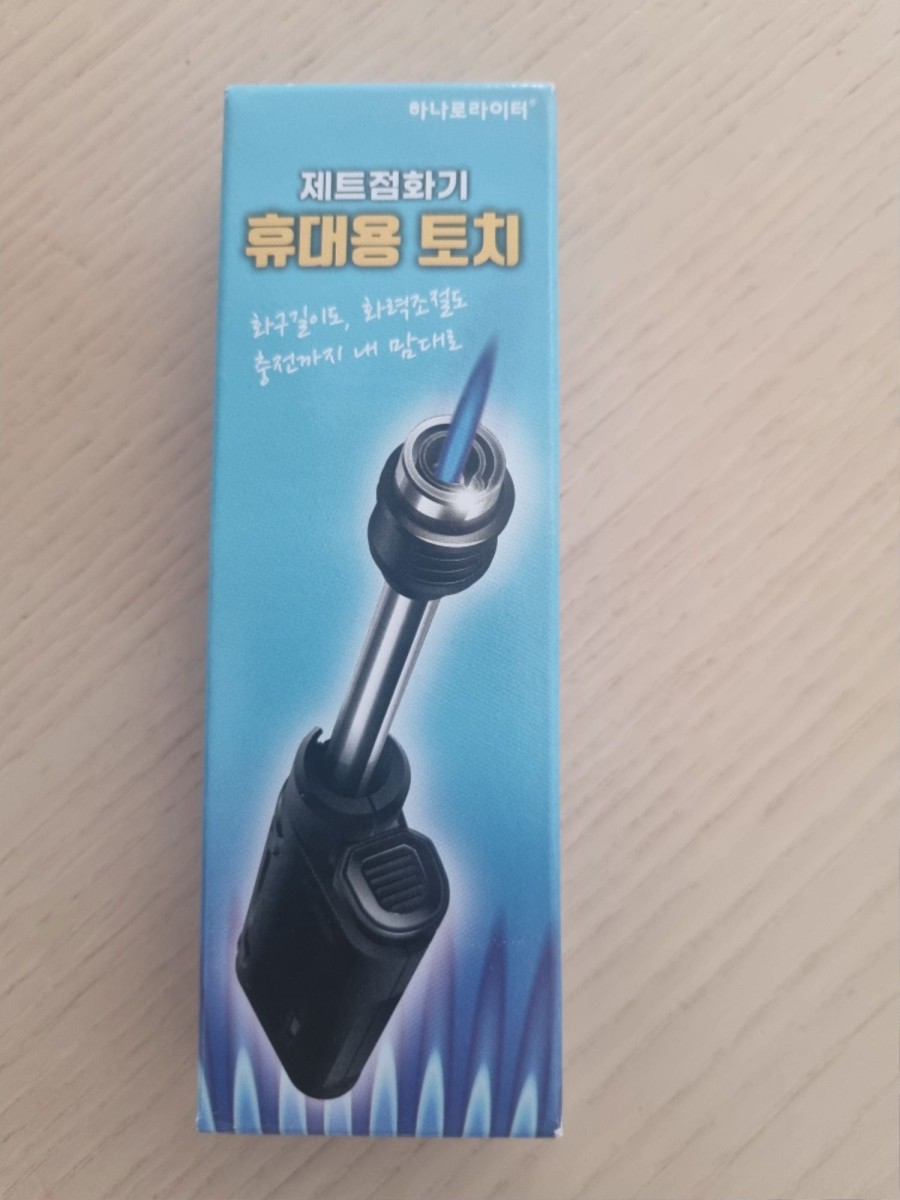 하나로라이터®
제트점화기
휴대용 토치
화구길이도, 화력조절도
충전까지 내 맘대로